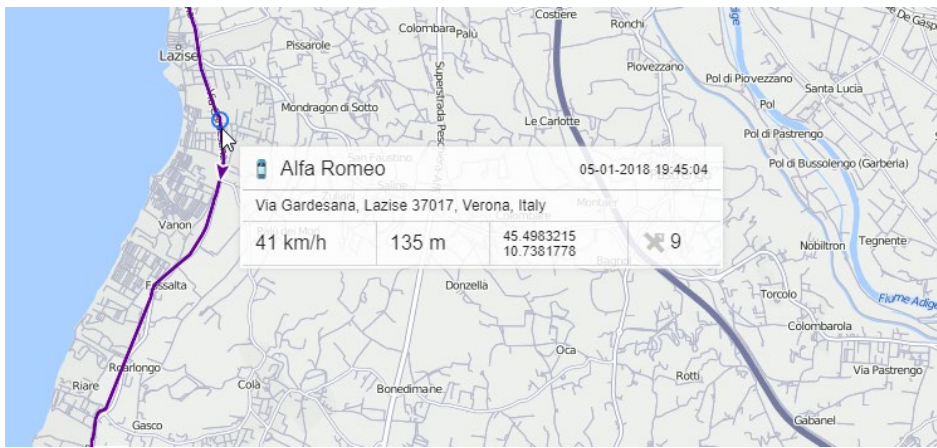 Costiere
Ronchi
Colombara
Palù
Pissarole
Lazise
Piovezzano
Pol di Piovezzano
Santa Lucia
Pol
Mondragon di Sotto
Le Carlotte
Pol di Pastrengo
Alfa Romeo
05-01-2018 19:45:04
Pol di Bussolengo (Garberia)
Via Gardesana, Lazise 37017, Verona, Italy
Vanon
41 km/h
135 m
45.4983215
10.7381778
9
Nobiltron
Tegnente
Fossalta
Donzella
Torcolo
Fiume Adige
Colombarola
Oca
Roarlongo
Rotti
Via Pastrengo
Riare
Colà
Bonedimane
Gasco
Gabanel